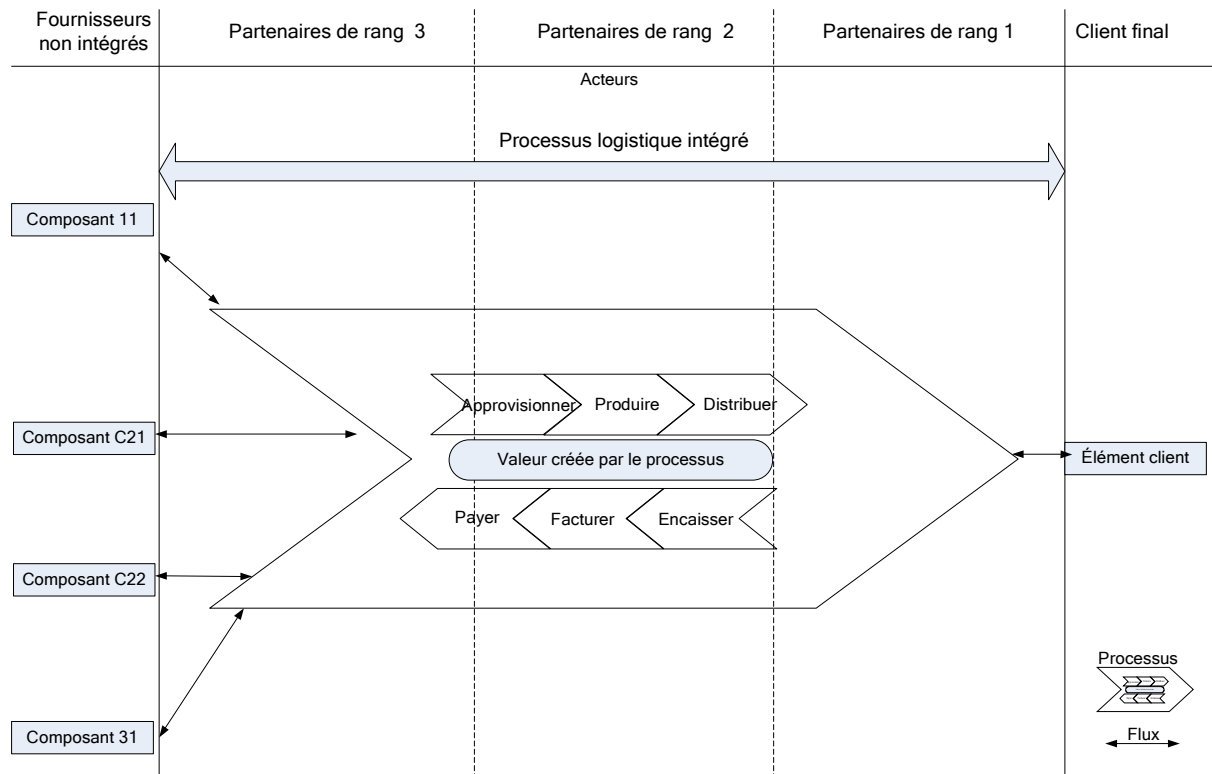 Fournisseurs
non intégrés
Partenaires de rang 3
Partenaires de rang 2
Partenaires de rang 1
Client final
Acteurs
Processus logistique intégré
Composant 11
Approvisionner
Produire
Distribuer
Composant C21
Valeur créée par le processus
Élément client
Payer
Facturer
Encaisser
Composant C22
Processus
Composant 31
Flux